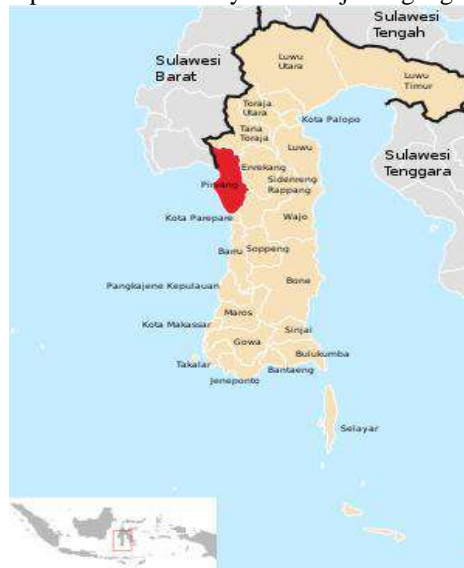 Sulawesi
Tengah
Sulawesi
Barat
Luwu
Utara
Luwu
Timur
Toraja
Utara
Kota Palopo
Tana
Toraja
Luwu
Sulawesi
Tenggara
Enrekang
Sidenreng
Rappang
Pinrang
Kota Parepare
Wajo
Barru
Soppeng
Bone
Pangkajene Kepulauan
Maros
Kota Makassar
Sinjai
Gowa
Bulukumba
Takalar
Bantaeng
Jeneponto
Selayar